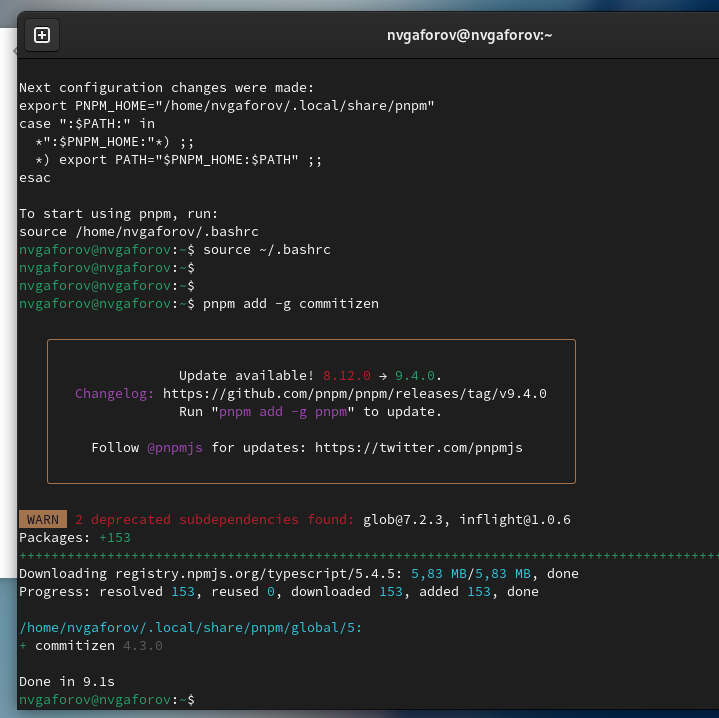 nvgaforov@nvgaforov:~
Next configuration changes were made:
export PNPM_HOME="/home/nvgaforov/.local/share/pnpm"
case ":$PATH:" in
  *":$PNPM_HOME:"*) ;;
  *) export PATH="$PNPM_HOME:$PATH" ;;
esac
To start using pnpm, run:
source /home/nvgaforov/.bashrc
nvgaforov@nvgaforov:~$ source ~/.bashrc
nvgaforov@nvgaforov:~$
nvgaforov@nvgaforov:~$
nvgaforov@nvgaforov:~$ pnpm add -g commitizen
Update available! 8.12.0 → 9.4.0.
Changelog: https://github.com/pnpm/pnpm/releases/tag/v9.4.0
Run "pnpm add -g pnpm" to update.
Follow @pnpmjs for updates: https://twitter.com/pnpmjs
WARN 2 deprecated subdependencies found: glob@7.2.3, inflight@1.0.6
Packages: +153
++++++++++++++++++++++++++++++++++++++++++++++++++++++++++++++++++++++++++++++++++++++++
Downloading registry.npmjs.org/typescript/5.4.5: 5,83 MB/5,83 MB, done
Progress: resolved 153, reused 0, downloaded 153, added 153, done
/home/nvgaforov/.local/share/pnpm/global/5:
+ commitizen 4.3.0
Done in 9.1s
nvgaforov@nvgaforov:~$